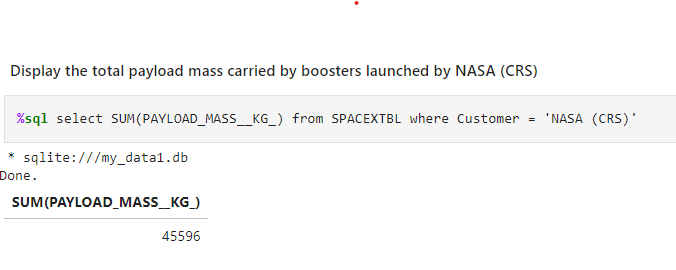 Display the total payload mass carried by boosters launched by NASA (CRS)
%sql select SUM(PAYLOAD_MASS__KG_) from SPACEXTBL where Customer = 'NASA (CRS)'
* sqlite:///my_data1.db
Done.
SUM(PAYLOAD_MASS__KG_)
45596